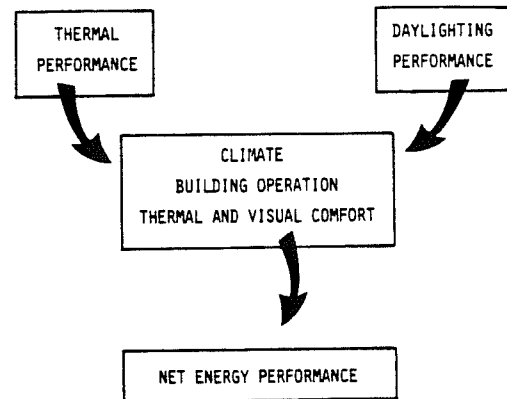 THERMAL
PERFORMANCE
DAYLIGHTING
PERFORMANCE
CLIMATE
BUILDING OPERATION
THERMAL AND VISUAL COMFORT
NET ENERGY PERFORMANCE